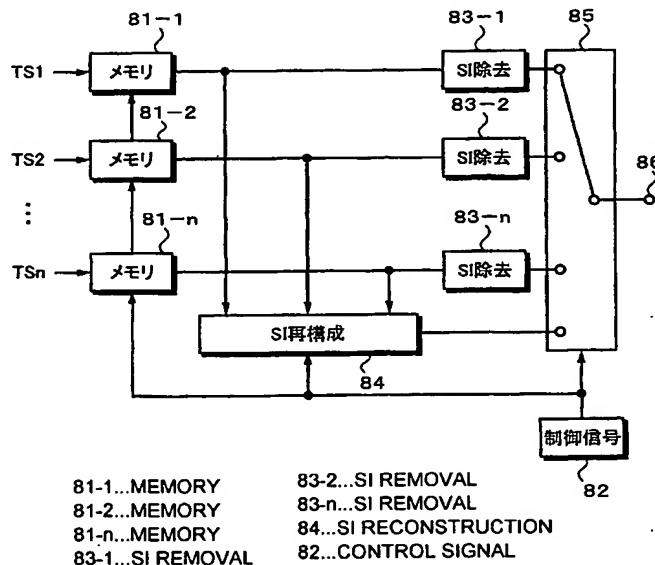 81-1
83-1
85
TS1
メモリ
SI除去
81-2
83-2
TS2
メモリ
SI除去
86
⋮
81-n
83-n
TSn
メモリ
SI除去
SI再構成
84
制御信号
82
81-1...MEMORY
81-2...MEMORY
81-n...MEMORY
83-1...SI REMOVAL
83-2...SI REMOVAL
83-n...SI REMOVAL
84...SI RECONSTRUCTION
82...CONTROL SIGNAL